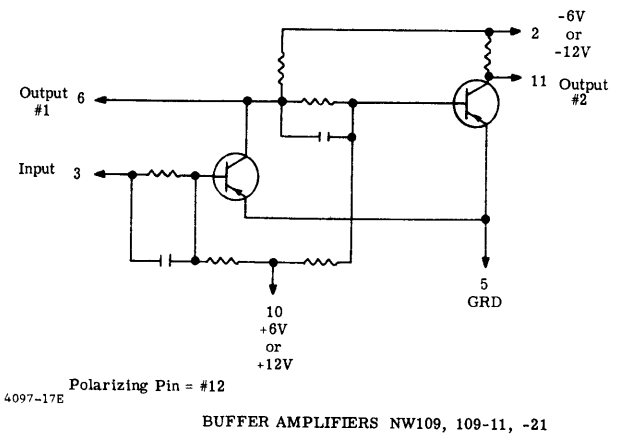 -6V
2 or
-12V
11 Output
#2
Output 6
#1
Input 3
5
GRD
10
+6V
or
+12V
Polarizing Pin = #12
4097-17E
BUFFER AMPLIFIERS NW109, 109-11, -21